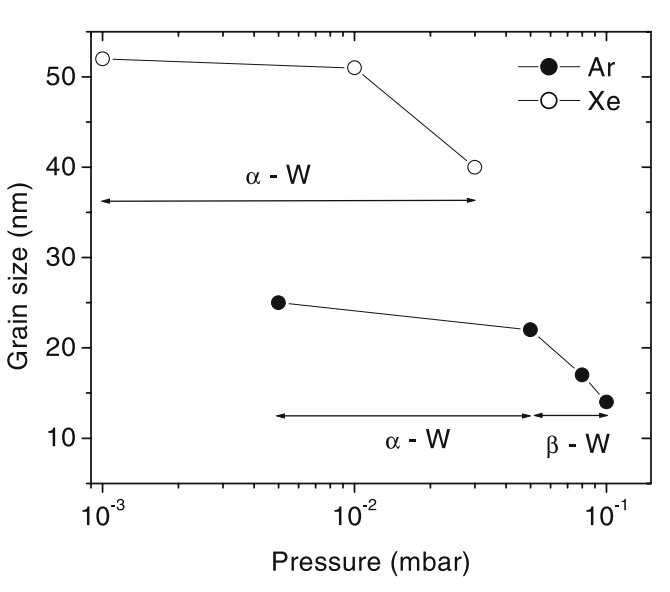 Ar
Xe
50
40
30
20
10
Grain size (nm)
α - W
α - W
β - W
10⁻³
10⁻²
10⁻¹
Pressure (mbar)